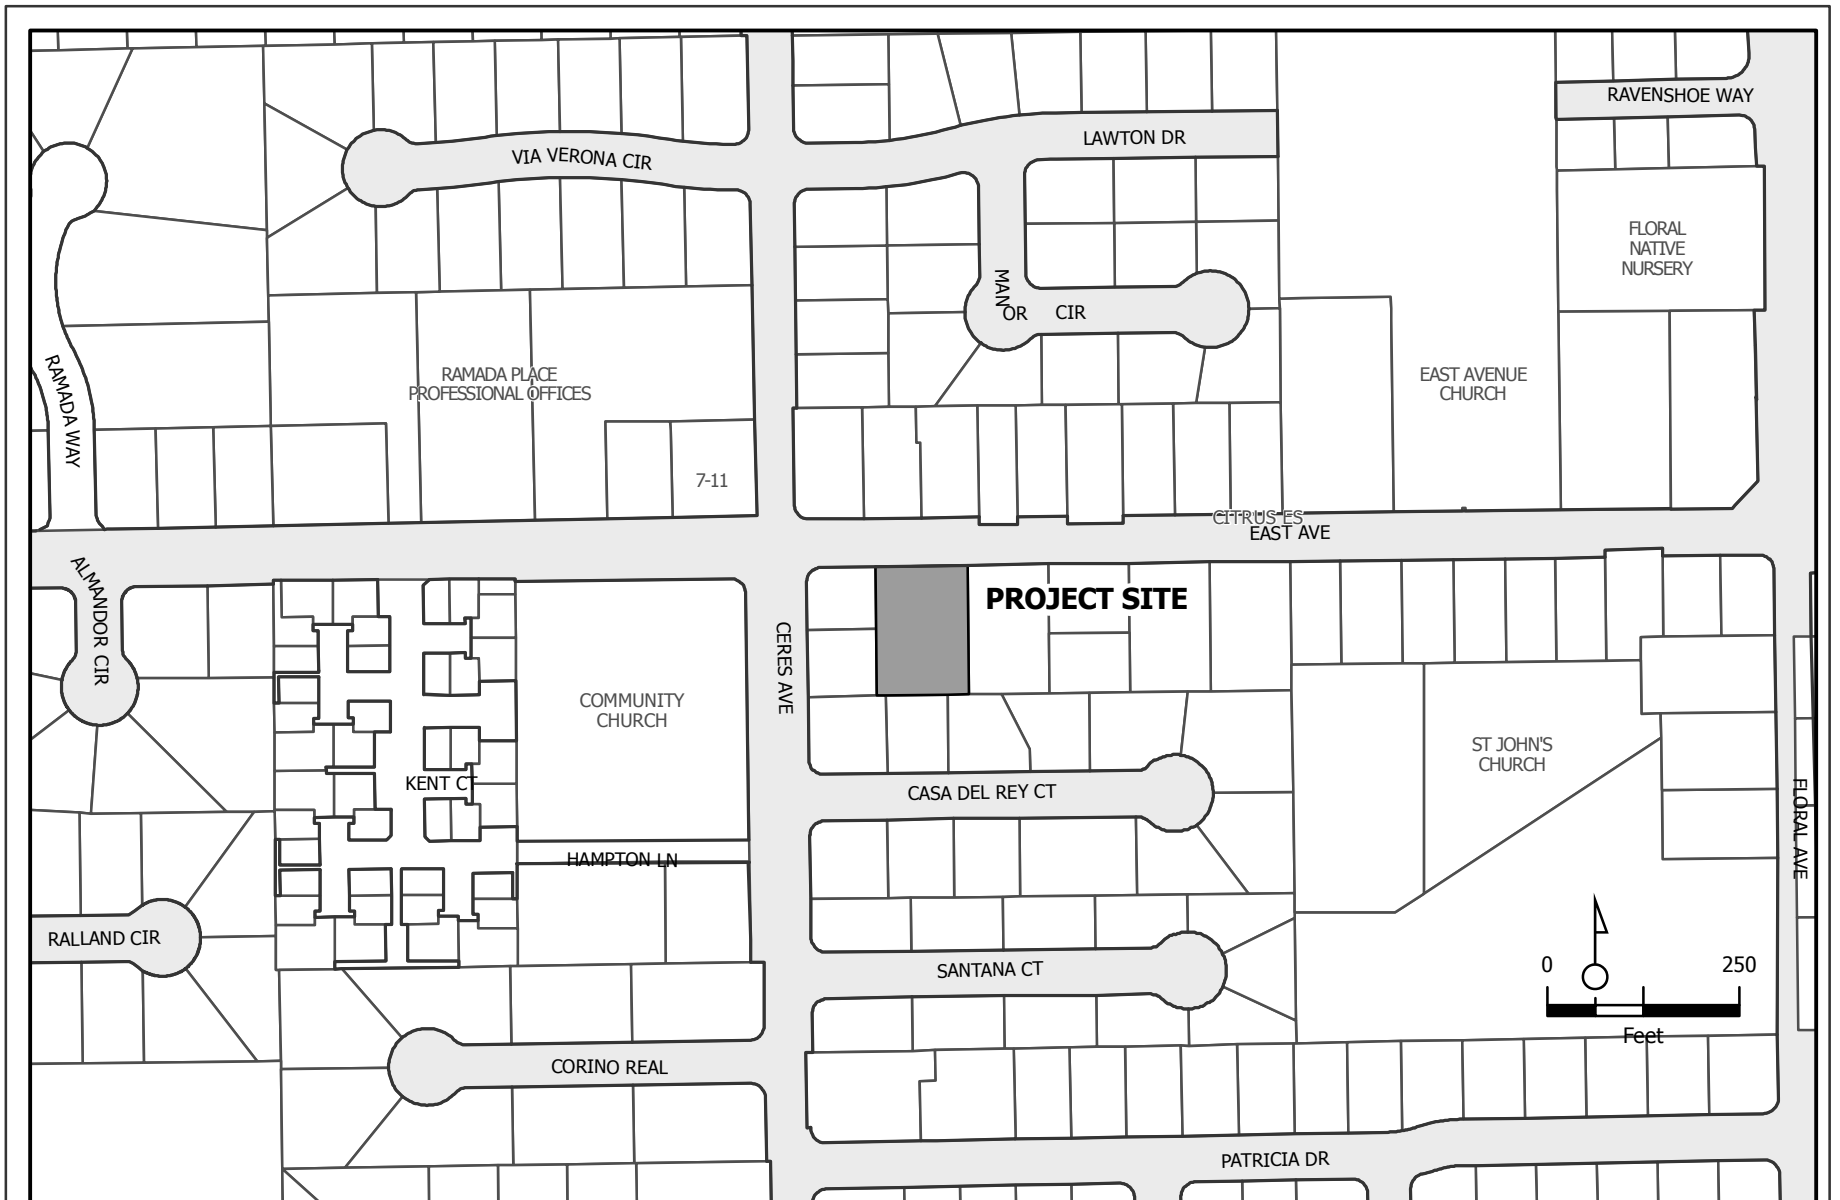 RAVENSHOE WAY
LAWTON DR
VIA VERONA CIR
FLORAL
NATIVE
NURSERY
MANOR CIR
RAMADA WAY
RAMADA PLACE
PROFESSIONAL OFFICES
EAST AVENUE
CHURCH
7-11
CITRUS ES
EAST AVE
ALMANDOR CIR
PROJECT SITE
CERES AVE
COMMUNITY
CHURCH
ST JOHN'S
CHURCH
KENT CT
CASA DEL REY CT
FLORAL AVE
HAMPTON LN
RALLAND CIR
SANTANA CT
0 250
Feet
CORINO REAL
PATRICIA DR